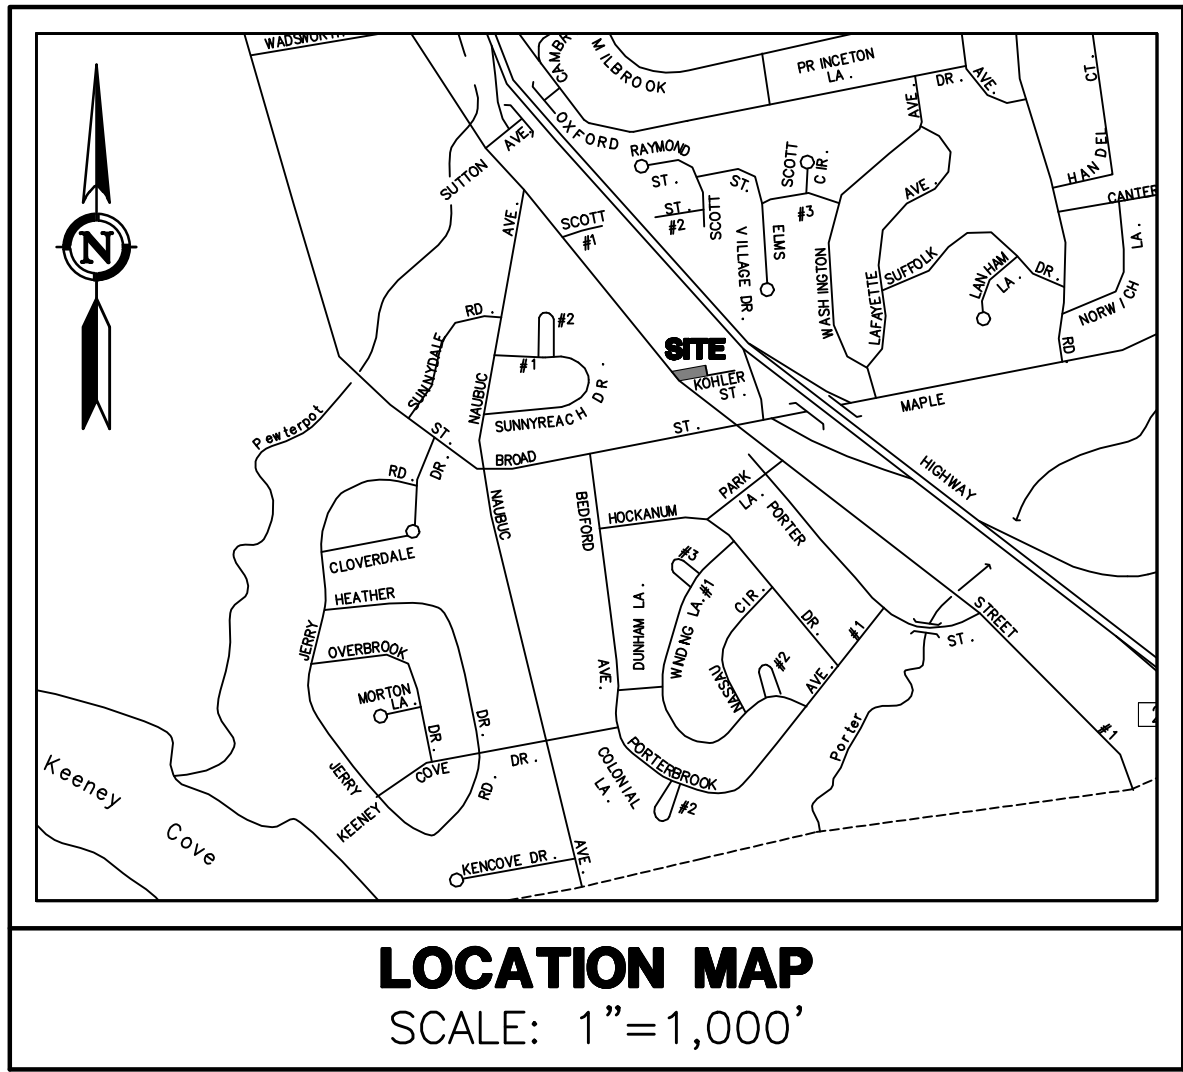 WADSWORTH
CAMBR
MILBROOK
PRINCETON
LA.
DR.
AVE.
CT.
HANDEL
CANTER
AVE.
OXFORD
AVE.
SUTTON
RAYMOND
ST.
ST.
SCOTT
CIR.
#3
ST.
#2
SCOTT
SCOTT
#1
AVE.
VILLAGE DR.
ELMS
WASHINGTON
LAFAYETTE
AVE.
SUFFOLK
LANHAM
LA.
DR.
LA.
NORWICH
RD
N
RD.
SUNNYDALE
#2
#1
NAUBUC
SUNNYREACH DR.
SITE
KOHLER
ST.
MAPLE
Pewterpot
ST.
BROAD
ST.
HIGHWAY
RD.
DR.
NAUBUC
BEDFORD
HOCKANUM
PARK
LA.
PORTER
CLOVERDALE
HEATHER
JERRY
OVERBROOK
MORTON
LA.
DR.
DR.
#3
WINDING LA.
#1
DUNHAM LA.
AVE.
CIR.
NASSAU
#2
DR.
#1
AVE.
STREET
ST.
#1
2
Porter
JERRY
COVE
KEENEY
RD.
DR.
COLONIAL
LA.
PORTERBROOK
#2
Keeney
Cove
KENCOVE DR.
AVE.
LOCATION MAP
SCALE: 1"=1,000'